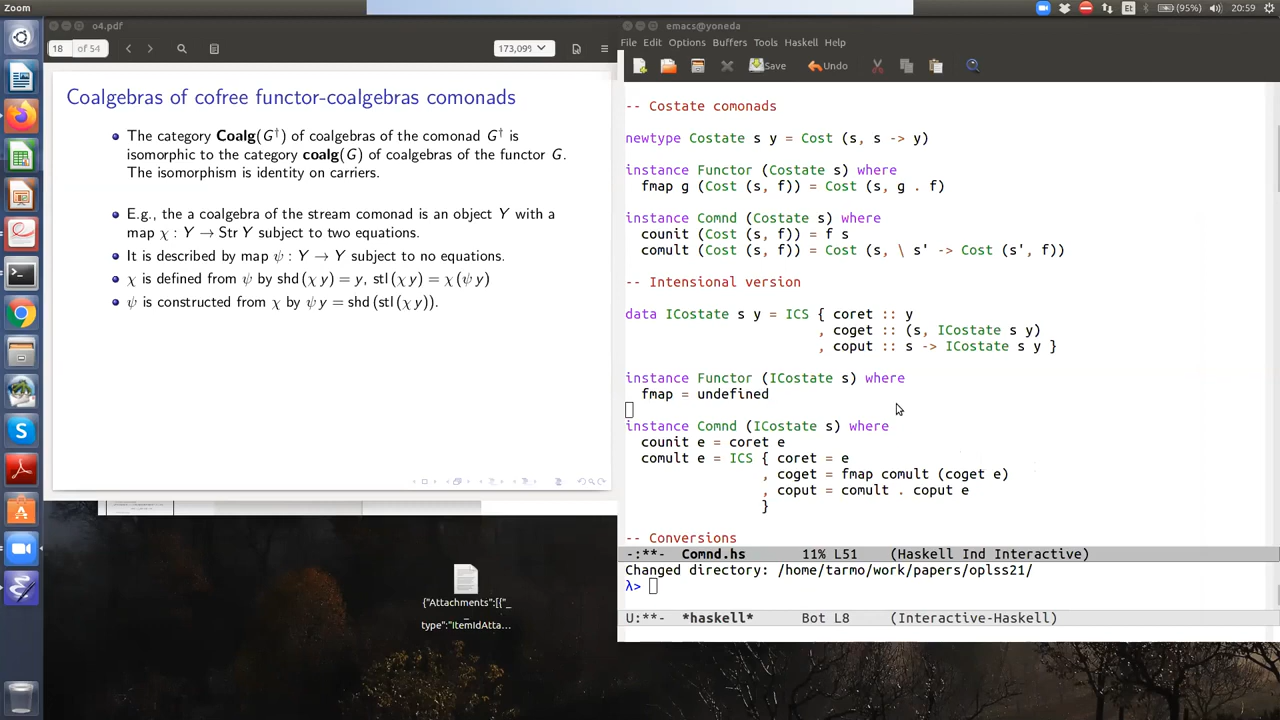 Zoom
Et
(95%)
20:59
o4.pdf
18 of 54
173,09%
Coalgebras of cofree functor-coalgebras comonads
The category Coalg(G†) of coalgebras of the comonad G† is
isomorphic to the category coalg(G) of coalgebras of the functor G.
The isomorphism is identity on carriers.
E.g., the a coalgebra of the stream comonad is an object Y with a
map χ : Y → Str Y subject to two equations.
It is described by map ψ : Y → Y subject to no equations.
χ is defined from ψ by shd (χ y) = y, stl (χ y) = χ (ψ y)
ψ is constructed from χ by ψ y = shd (stl (χ y)).
{"Attachments":[{"_
type":"ItemIdAtta...
emacs@yoneda
File Edit Options Buffers Tools Haskell Help
Save Undo
-- Costate comonads
newtype Costate s y = Cost (s, s -> y)
instance Functor (Costate s) where
fmap g (Cost (s, f)) = Cost (s, g . f)
instance Comnd (Costate s) where
counit (Cost (s, f)) = f s
comult (Cost (s, f)) = Cost (s, \ s' -> Cost (s', f))
-- Intensional version
data ICostate s y = ICS { coret :: y
, coget :: (s, ICostate s y)
, coput :: s -> ICostate s y }
instance Functor (ICostate s) where
fmap = undefined
instance Comnd (ICostate s) where
counit e = coret e
comult e = ICS { coret = e
, coget = fmap comult (coget e)
, coput = comult . coput e
}
-- Conversions
-:**- Comnd.hs 11% L51 (Haskell Ind Interactive)
Changed directory: /home/tarmo/work/papers/oplss21/
λ>
U:**- *haskell* Bot L8 (Interactive-Haskell)